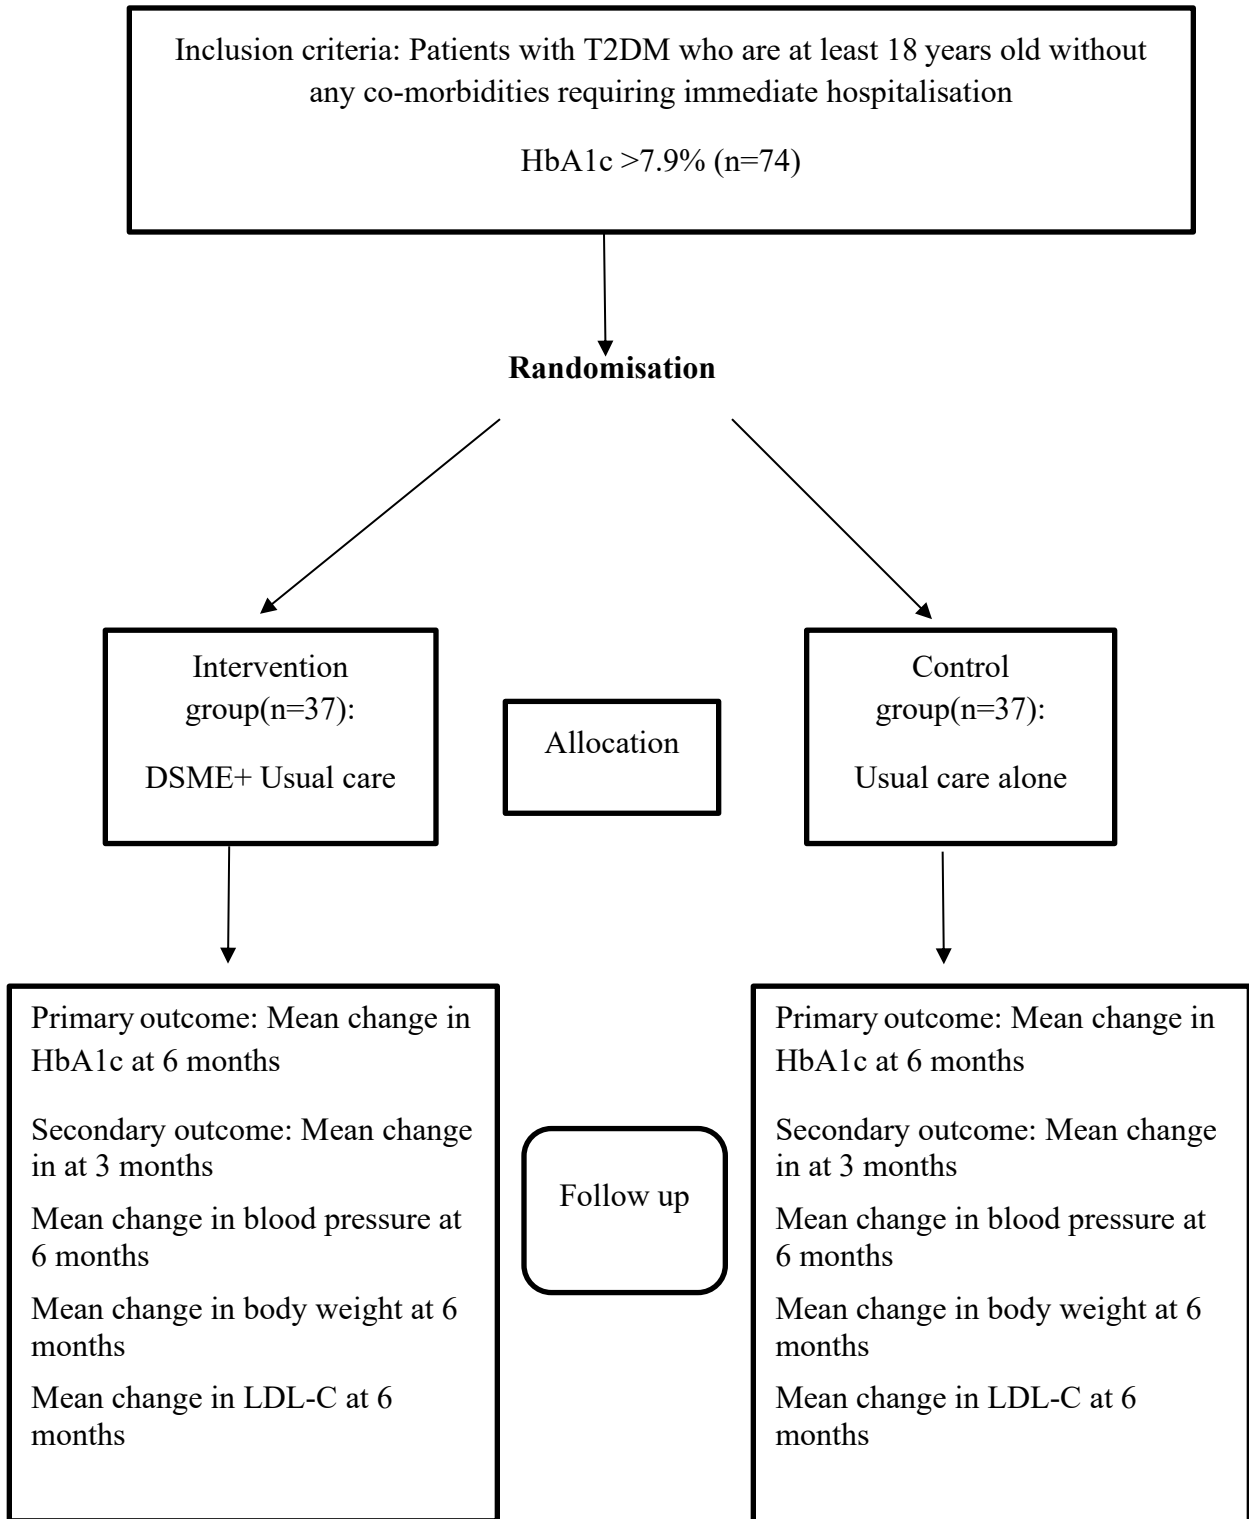 Inclusion criteria: Patients with T2DM who are at least 18 years old without
any co-morbidities requiring immediate hospitalisation
HbA1c >7.9% (n=74)
Randomisation
Intervention
group(n=37):
DSME+ Usual care
Allocation
Control
group(n=37):
Usual care alone
Primary outcome: Mean change in
HbA1c at 6 months
Secondary outcome: Mean change
in at 3 months
Mean change in blood pressure at
6 months
Mean change in body weight at 6
months
Mean change in LDL-C at 6
months
Follow up
Primary outcome: Mean change in
HbA1c at 6 months
Secondary outcome: Mean change
in at 3 months
Mean change in blood pressure at
6 months
Mean change in body weight at 6
months
Mean change in LDL-C at 6
months